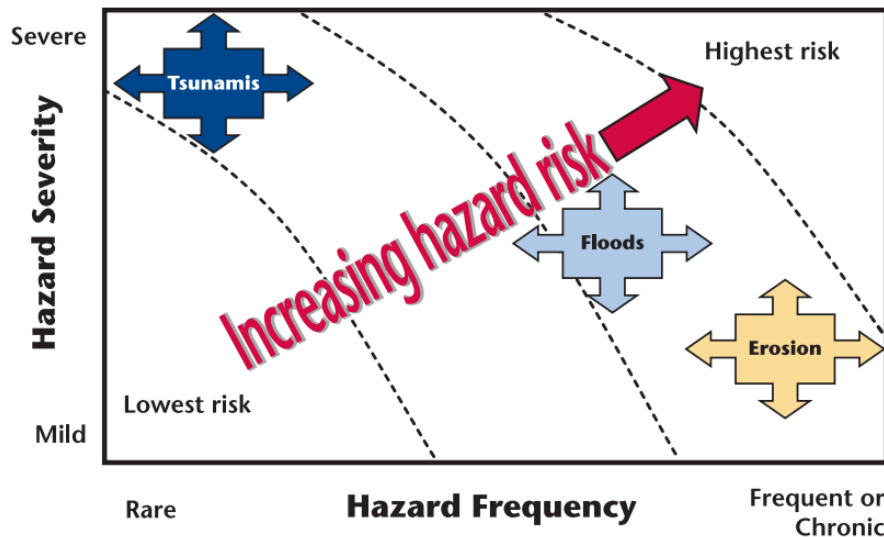 Severe
Tsunamis
Highest risk
Hazard Severity
Increasing hazard risk
Floods
Erosion
Lowest risk
Mild
Rare
Hazard Frequency
Frequent or
Chronic